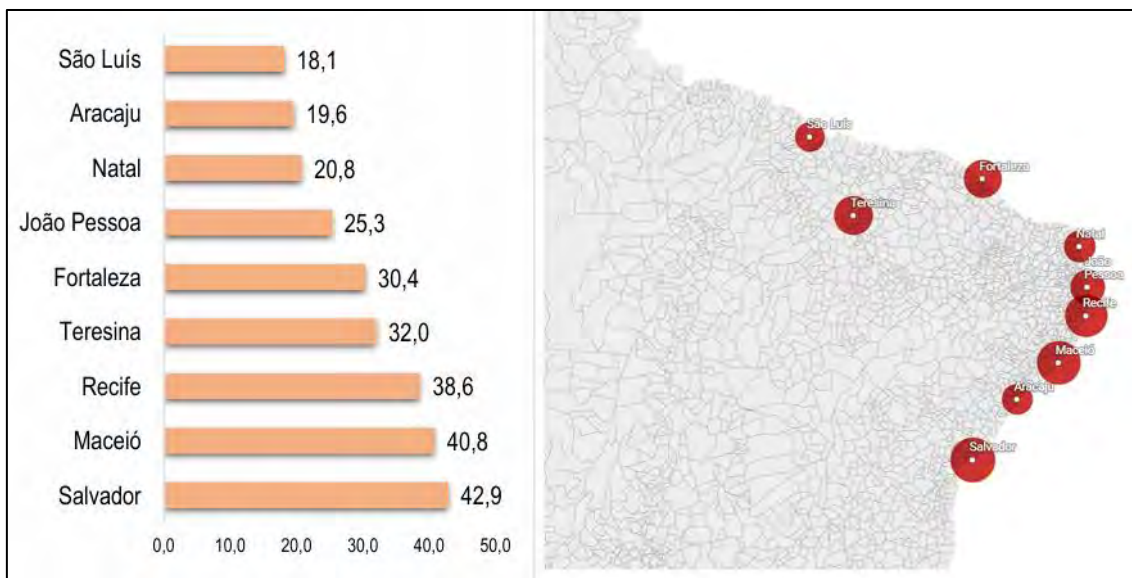 São Luís 18,1
Aracaju 19,6
Natal 20,8
João Pessoa 25,3
Fortaleza 30,4
Teresina 32,0
Recife 38,6
Maceió 40,8
Salvador 42,9
0,0 10,0 20,0 30,0 40,0 50,0
São Luís
Fortaleza
Teresina
Natal
João
Pessoa
Recife
Maceió
Aracaju
Salvador